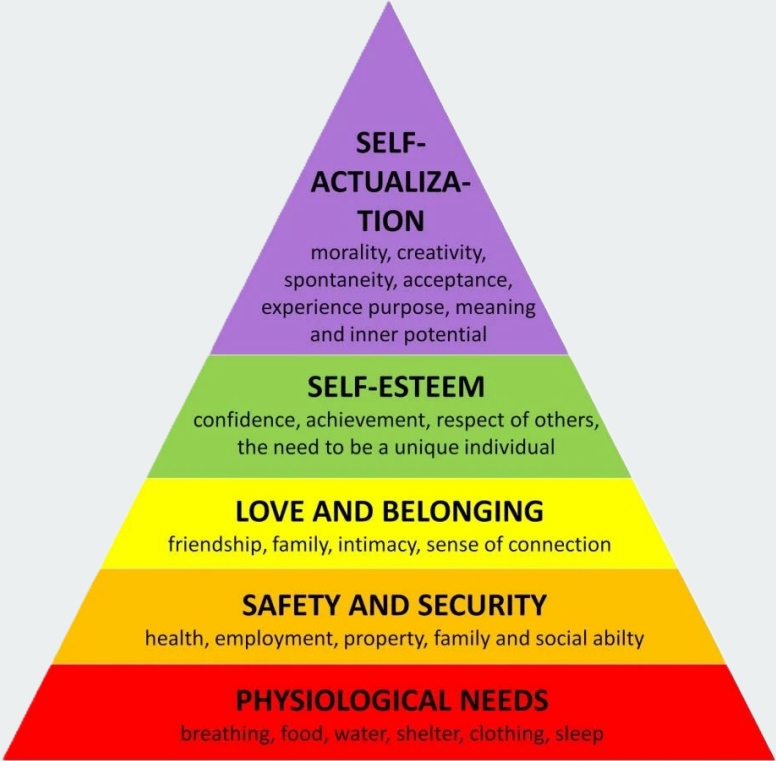 SELF-
ACTUALIZA-
TION
morality, creativity,
spontaneity, acceptance,
experience purpose, meaning
and inner potential
SELF-ESTEEM
confidence, achievement, respect of others,
the need to be a unique individual
LOVE AND BELONGING
friendship, family, intimacy, sense of connection
SAFETY AND SECURITY
health, employment, property, family and social abilty
PHYSIOLOGICAL NEEDS
breathing, food, water, shelter, clothing, sleep